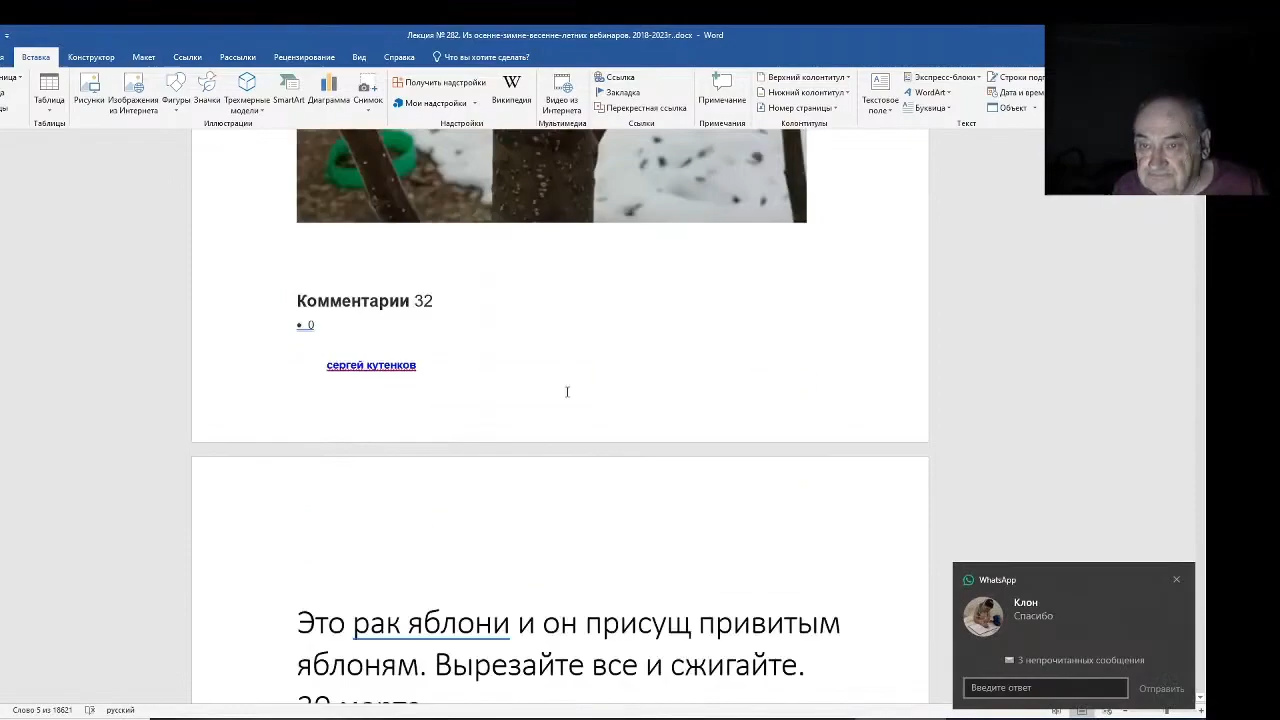 Лекция № 282. Из осенне-зимне-весенне-летних вебинаров. 2018-2023г..docx - Word
Вставка Конструктор Макет Ссылки Рассылки Рецензирование Вид Справка Что вы хотите сделать?
Таблица
Таблицы
Рисунки
Изображения из Интернета
Фигуры
Значки
Трехмерные модели
SmartArt
Диаграмма
Снимок
Иллюстрации
Получить надстройки
Мои надстройки
Надстройки
W
Википедия
Видео из Интернета
Мультимедиа
Ссылка
Закладка
Перекрестная ссылка
Ссылки
Примечание
Примечания
Верхний колонтитул
Нижний колонтитул
Номер страницы
Колонтитулы
Текстовое поле
Экспресс-блоки
WordArt
Буквица
Строки подп
Дата и время
Объект
Текст
Комментарии 32
• 0
сергей кутенков
Это рак яблони и он присущ привитым
яблоням. Вырезайте все и сжигайте.
30 марта
WhatsApp
Клон
Спасибо
3 непрочитанных сообщения
Введите ответ
Отправить
Слово 5 из 18621 русский